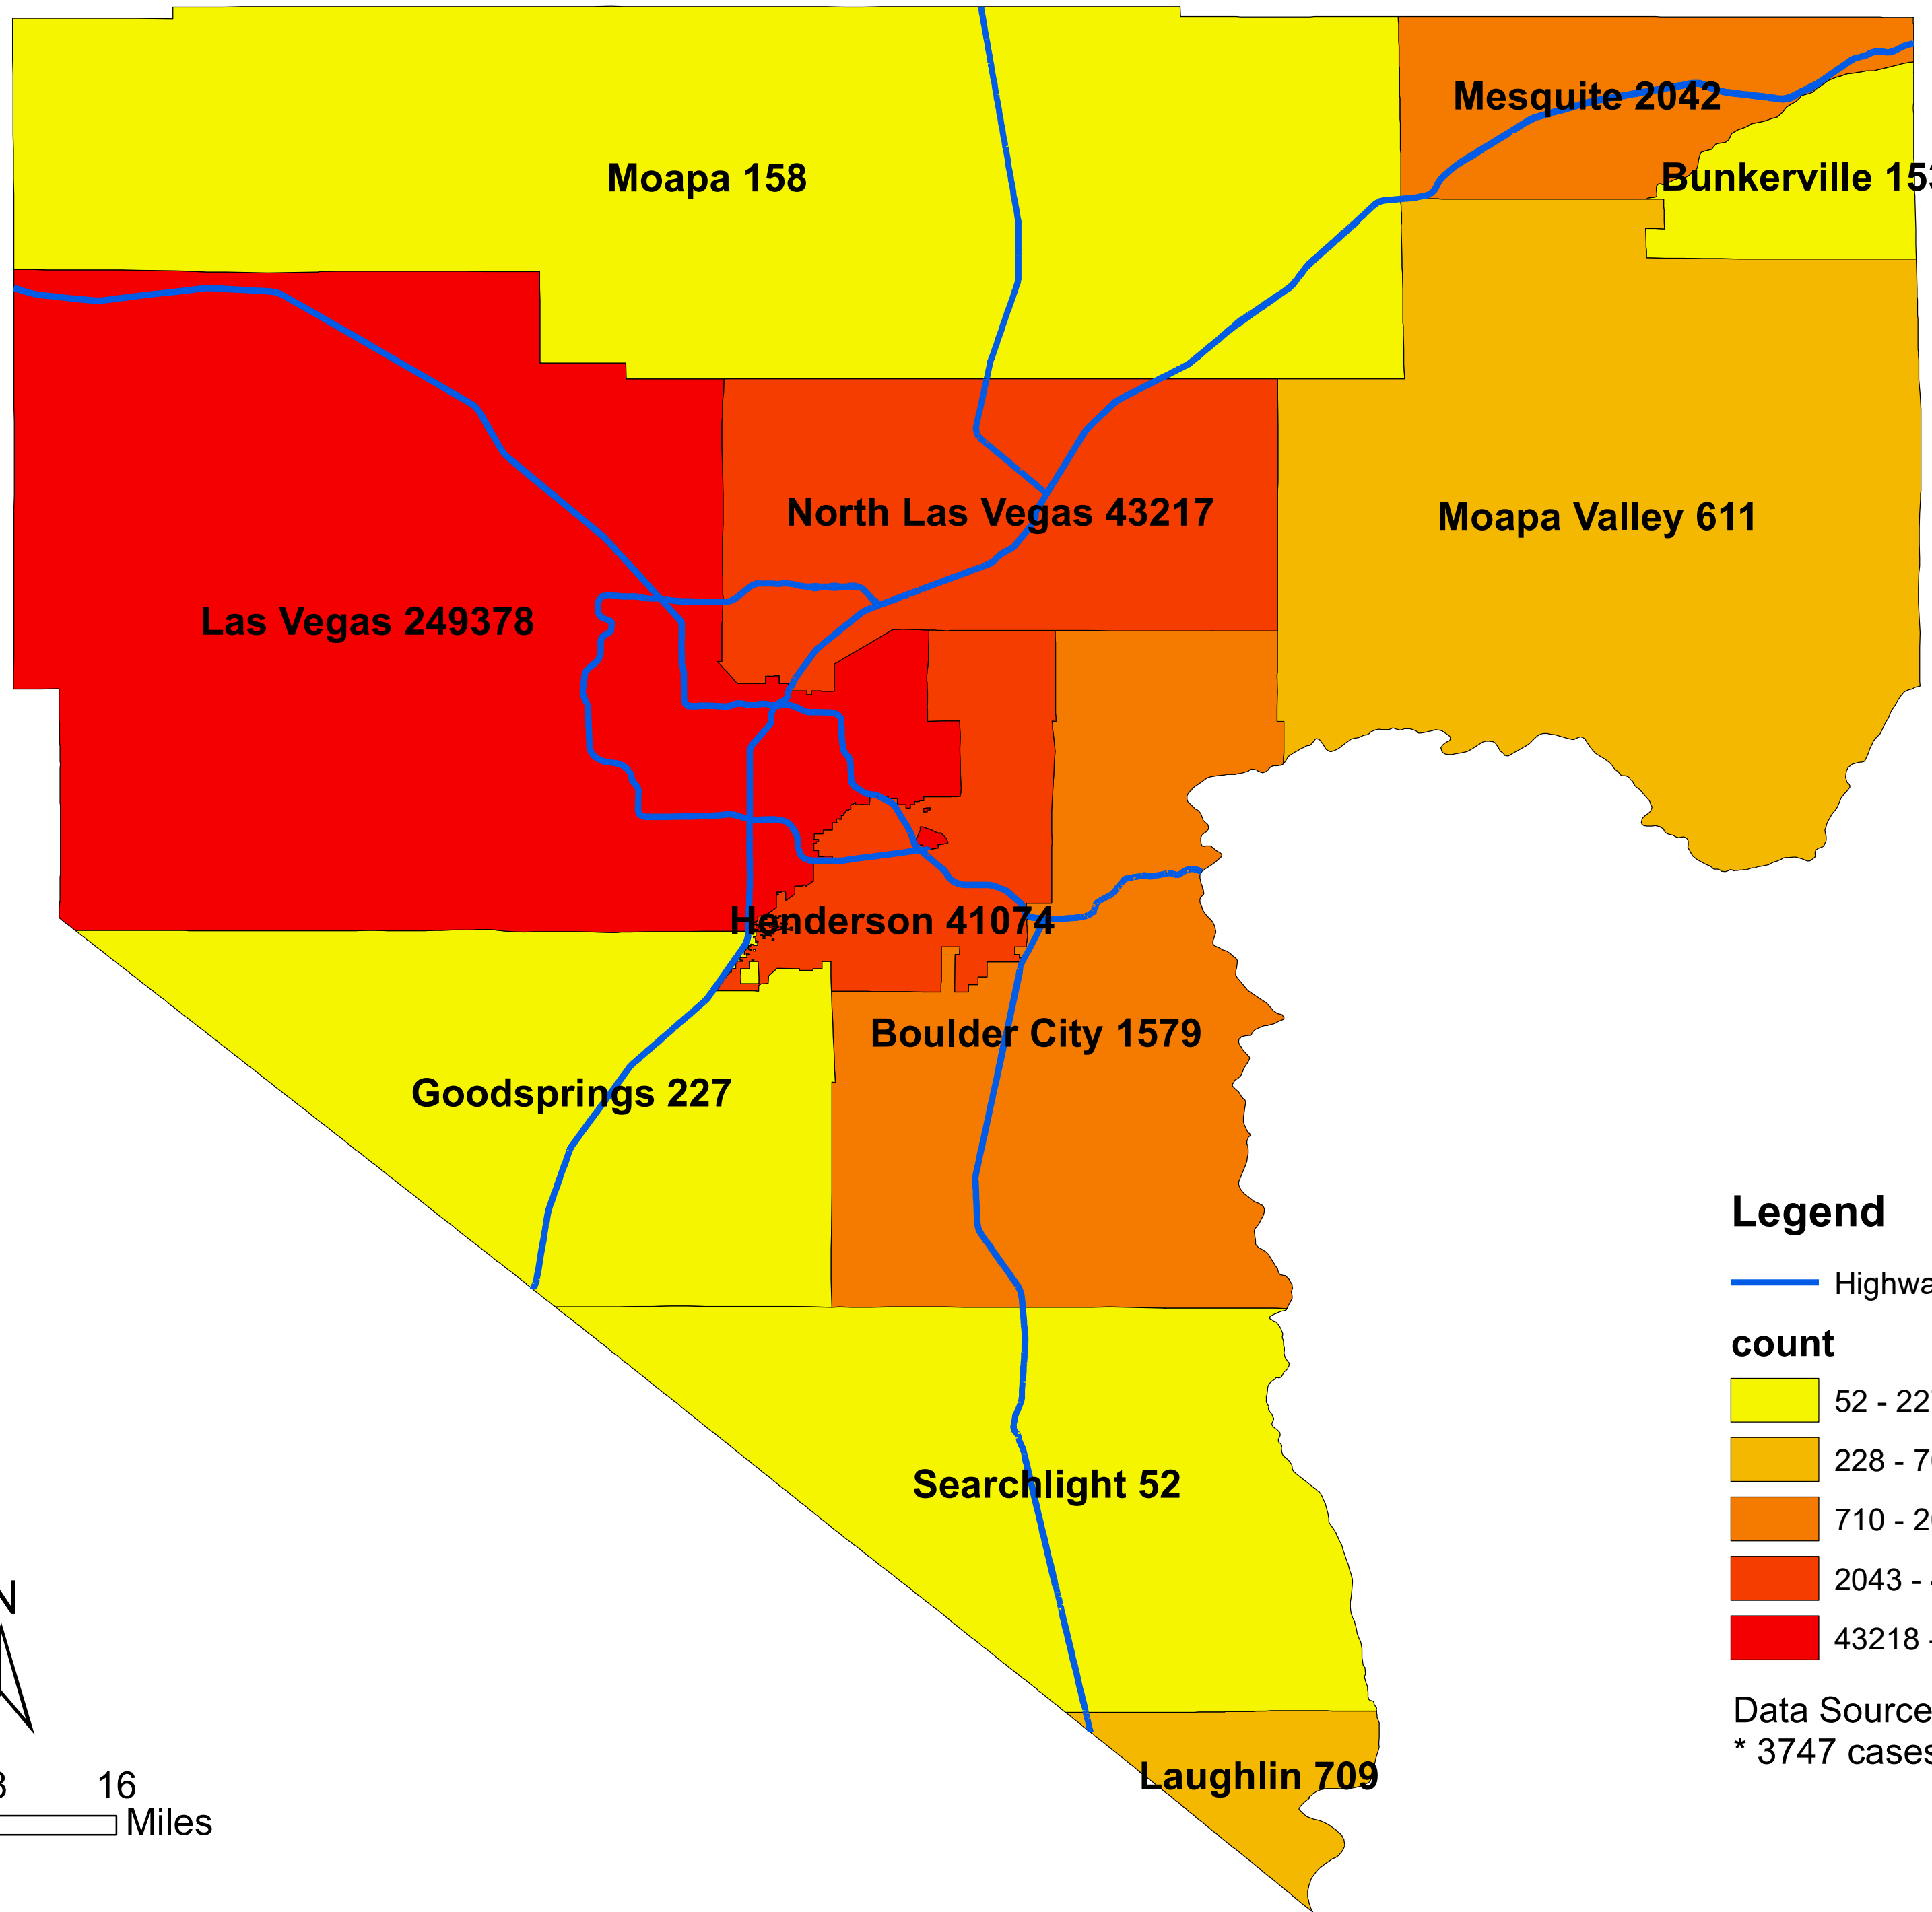 Mesquite 2042
Moapa 158
Bunkerville 153
North Las Vegas 43217
Moapa Valley 611
Las Vegas 249378
Henderson 41074
Boulder City 1579
Goodsprings 227
Legend
Highwa
count
52 - 22
228 - 7
710 - 2
Searchlight 52
2043 -
N
43218 -
Data Source
* 3747 cases
Laughlin 709
16
Miles